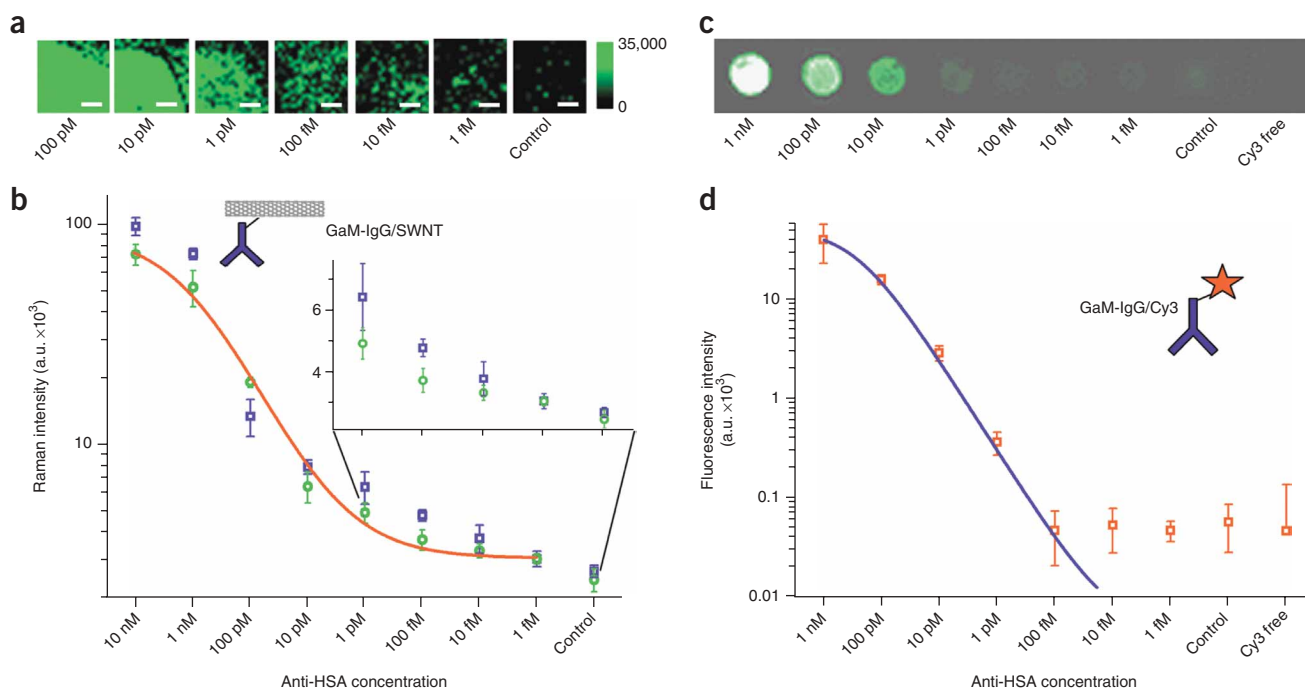 a
35,000
0
100 pM
10 pM
1 pM
100 fM
10 fM
1 fM
Control
c
1 nM
100 pM
10 pM
1 pM
100 fM
10 fM
1 fM
Control
Cy3 free
b
100
10
Raman intensity (a.u. ×10³)
GaM-IgG/SWNT
6
4
10 nM
1 nM
100 pM
10 pM
1 pM
100 fM
10 fM
1 fM
Control
Anti-HSA concentration
d
10
1
0.1
0.01
Fluorescence intensity
(a.u. ×10³)
GaM-IgG/Cy3
1 nM
100 pM
10 pM
1 pM
100 fM
10 fM
1 fM
Control
Cy3 free
Anti-HSA concentration